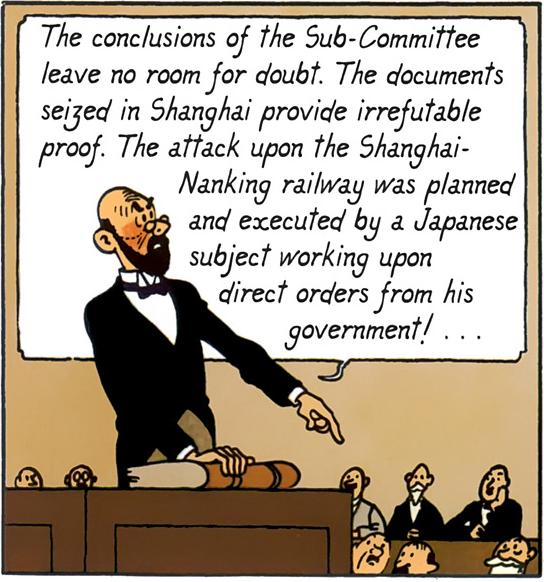 The conclusions of the Sub-Committee
leave no room for doubt. The documents
seized in Shanghai provide irrefutable
proof. The attack upon the Shanghai-
Nanking railway was planned
and executed by a Japanese
subject working upon
direct orders from his
government! . . .